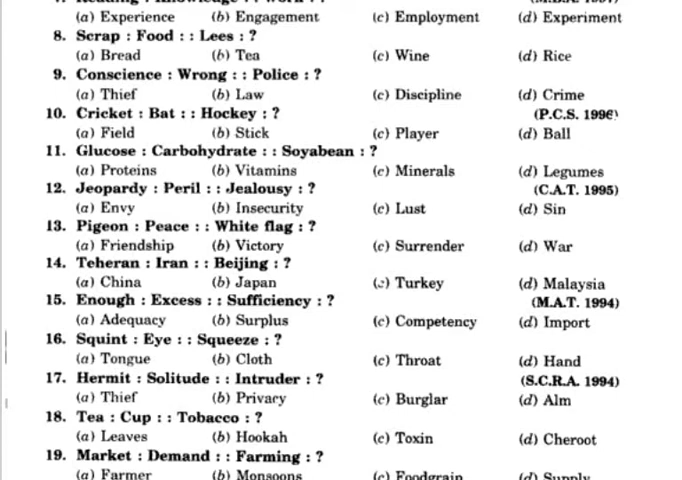 (a) Experience (b) Engagement (c) Employment (d) Experiment
8. Scrap : Food : : Lees : ?
(a) Bread (b) Tea (c) Wine (d) Rice
9. Conscience : Wrong : : Police : ?
(a) Thief (b) Law (c) Discipline (d) Crime
10. Cricket : Bat : : Hockey : ? (P.C.S. 1996)
(a) Field (b) Stick (c) Player (d) Ball
11. Glucose : Carbohydrate : : Soyabean : ?
(a) Proteins (b) Vitamins (c) Minerals (d) Legumes
12. Jeopardy : Peril : : Jealousy : ? (C.A.T. 1995)
(a) Envy (b) Insecurity (c) Lust (d) Sin
13. Pigeon : Peace : : White flag : ?
(a) Friendship (b) Victory (c) Surrender (d) War
14. Teheran : Iran : : Beijing : ?
(a) China (b) Japan (c) Turkey (d) Malaysia
15. Enough : Excess : : Sufficiency : ? (M.A.T. 1994)
(a) Adequacy (b) Surplus (c) Competency (d) Import
16. Squint : Eye : : Squeeze : ?
(a) Tongue (b) Cloth (c) Throat (d) Hand
17. Hermit : Solitude : : Intruder : ? (S.C.R.A. 1994)
(a) Thief (b) Privacy (c) Burglar (d) Alm
18. Tea : Cup : : Tobacco : ?
(a) Leaves (b) Hookah (c) Toxin (d) Cheroot
19. Market : Demand : : Farming : ?
(a) Farmer (b) Monsoons (c) Foodgrain (d) Supply